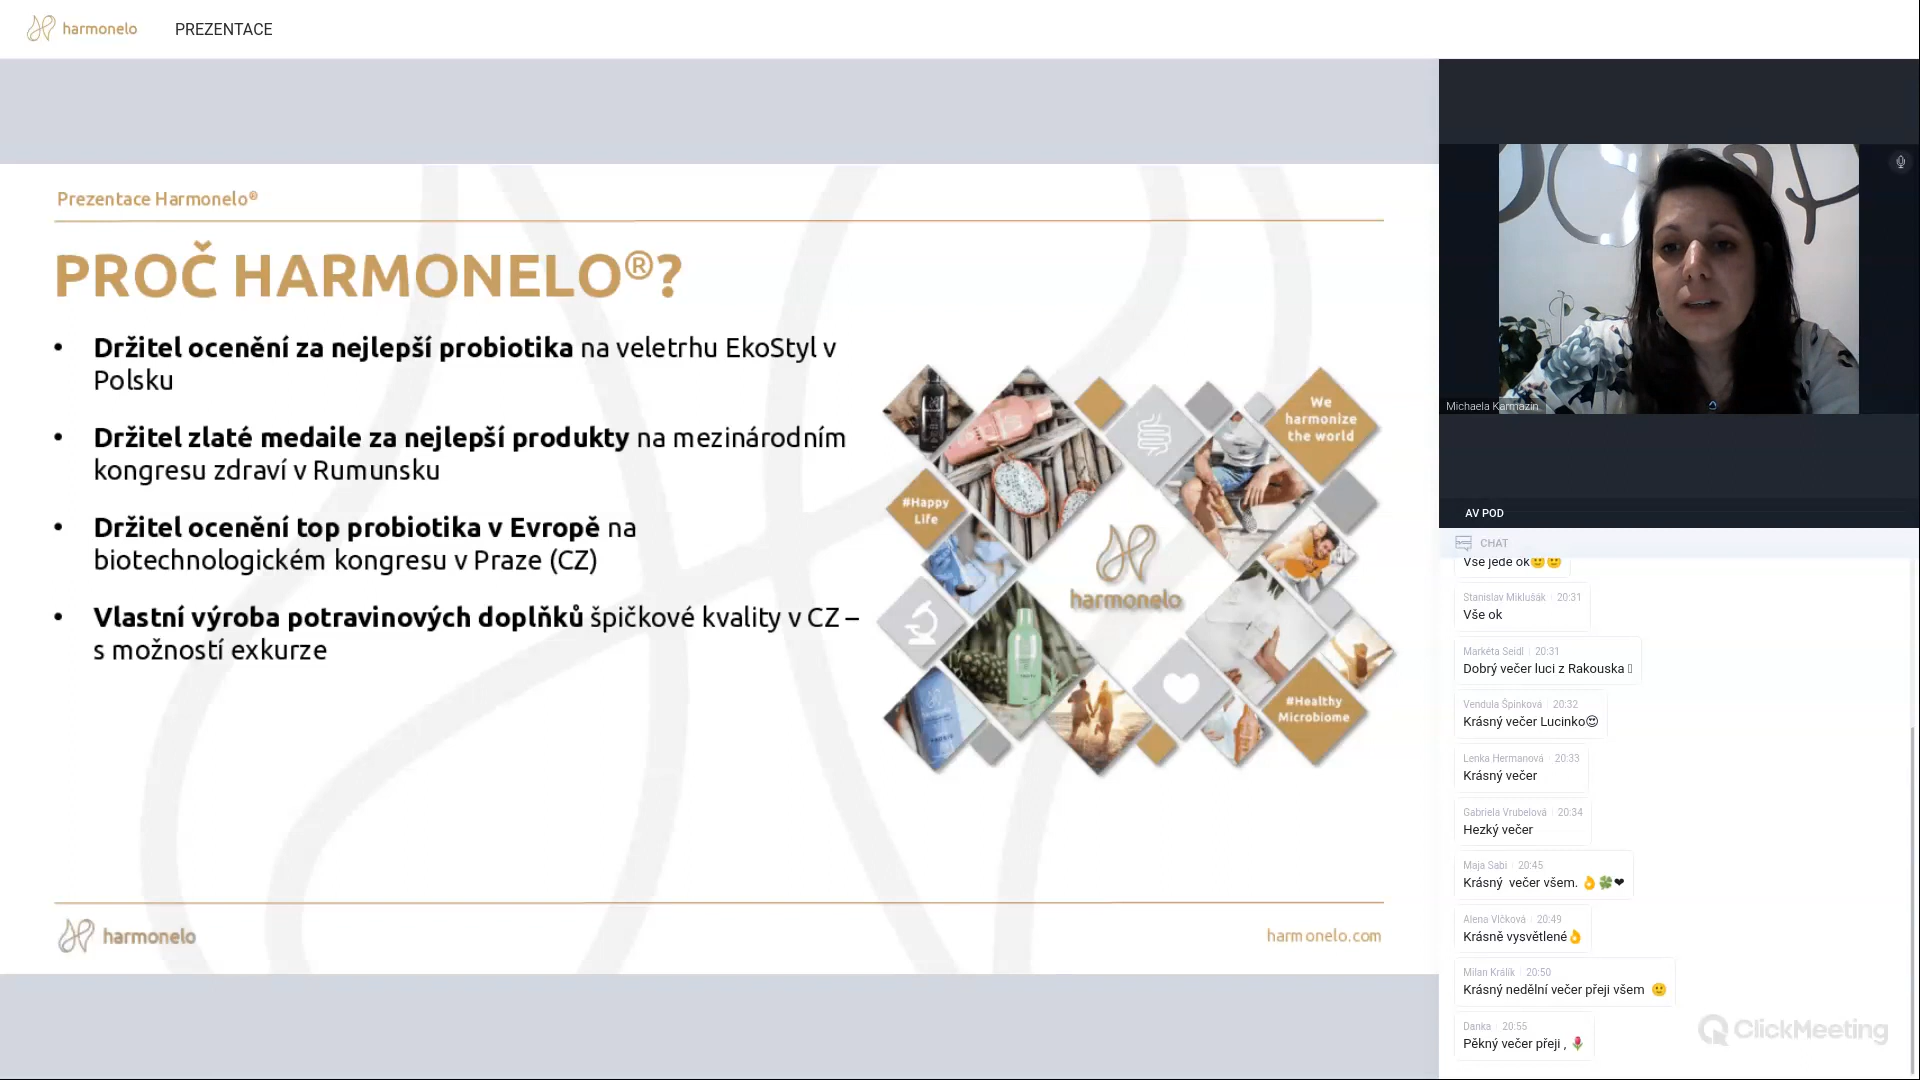 harmonelo
PREZENTACE
Prezentace Harmonelo®
PROČ HARMONELO®?
• Držitel ocenění za nejlepší probiotika na veletrhu EkoStyl v
Polsku
• Držitel zlaté medaile za nejlepší produkty na mezinárodním
kongresu zdraví v Rumunsku
• Držitel ocenění top probiotika v Evropě na
biotechnologickém kongresu v Praze (CZ)
• Vlastní výroba potravinových doplňků špičkové kvality v CZ –
s možností exkurze
We
harmonize
the world
#Happy
Life
harmonelo
#Healthy
Microbiome
harmonelo
harmonelo.com
Michaela Karmazin
AV POD
CHAT
Vše jede ok🙂🙂
Stanislav Miklušák 20:31
Vše ok
Markéta Seidl 20:31
Dobrý večer luci z Rakouska
Vendula Špinková 20:32
Krásný večer Lucinko😍
Lenka Hermanová 20:33
Krásný večer
Gabriela Vrubelová 20:34
Hezký večer
Maja Sabi 20:45
Krásný večer všem. 👌🍀❤
Alena Vlčková 20:49
Krásně vysvětlené👌
Milan Králík 20:50
Krásný nedělní večer přeji všem 🙂
Danka 20:55
Pěkný večer přeji , 🌷
ClickMeeting